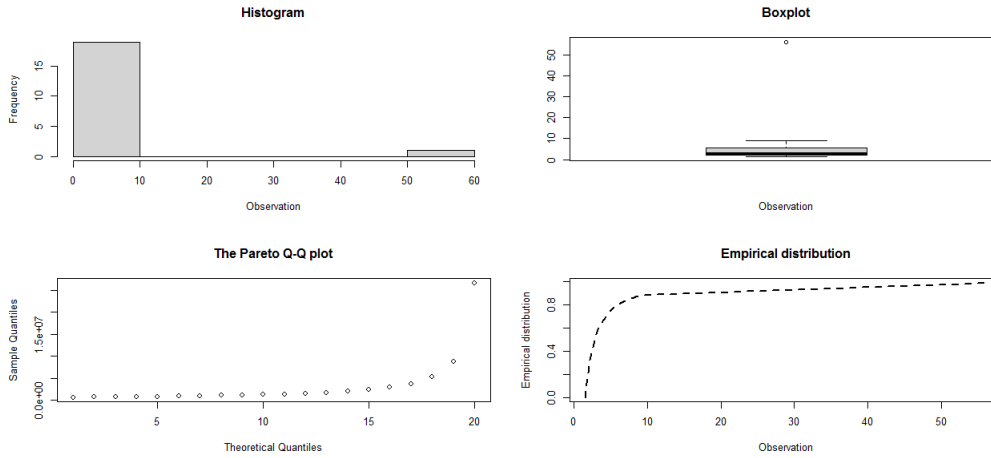 Histogram
Frequency
0 5 10 15
0 10 20 30 40 50 60
Observation
Boxplot
0 10 20 30 40 50
Observation
The Pareto Q-Q plot
Sample Quantiles
0.0e+00 1.5e+07
5 10 15 20
Theoretical Quantiles
Empirical distribution
Empirical distribution
0.0 0.4 0.8
0 10 20 30 40 50
Observation